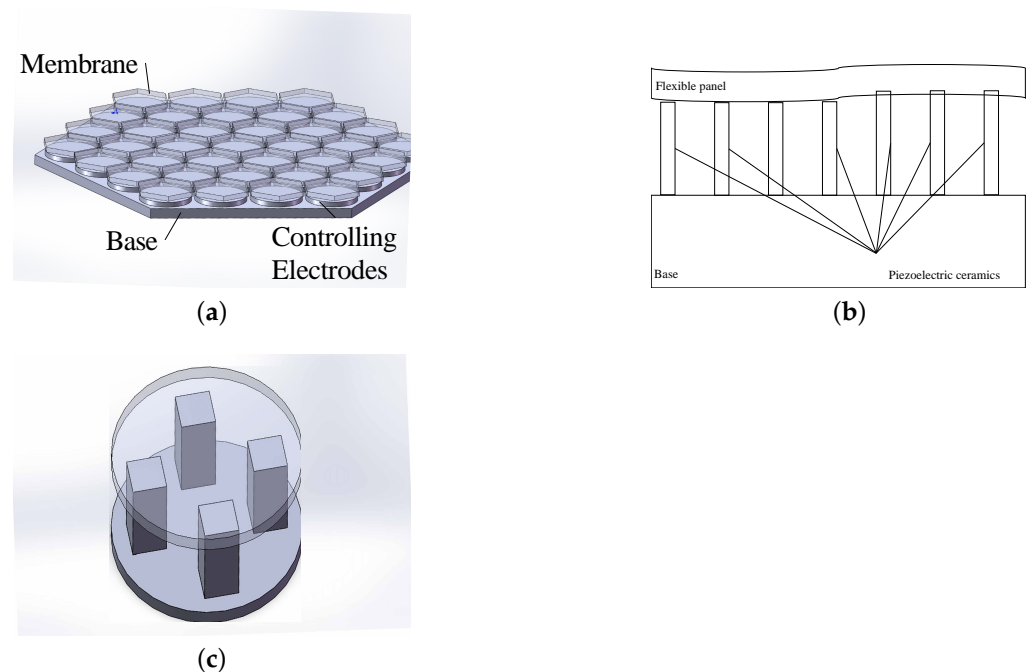 Membrane
Base
Controlling
Electrodes
(a)
Flexible panel
Base
Piezoelectric ceramics
(b)
(c)